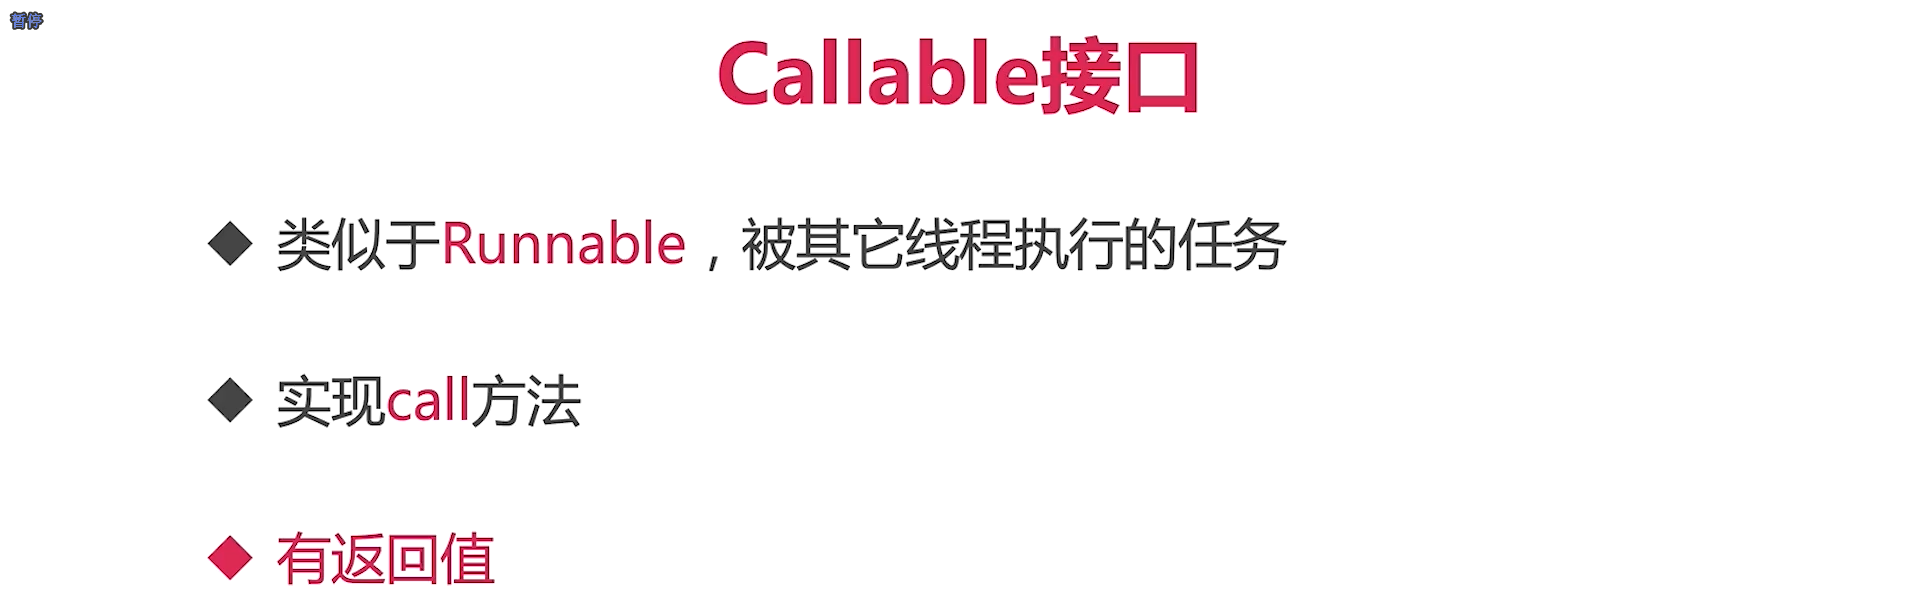 暂停
Callable接口
类似于Runnable，被其它线程执行的任务
实现call方法
有返回值